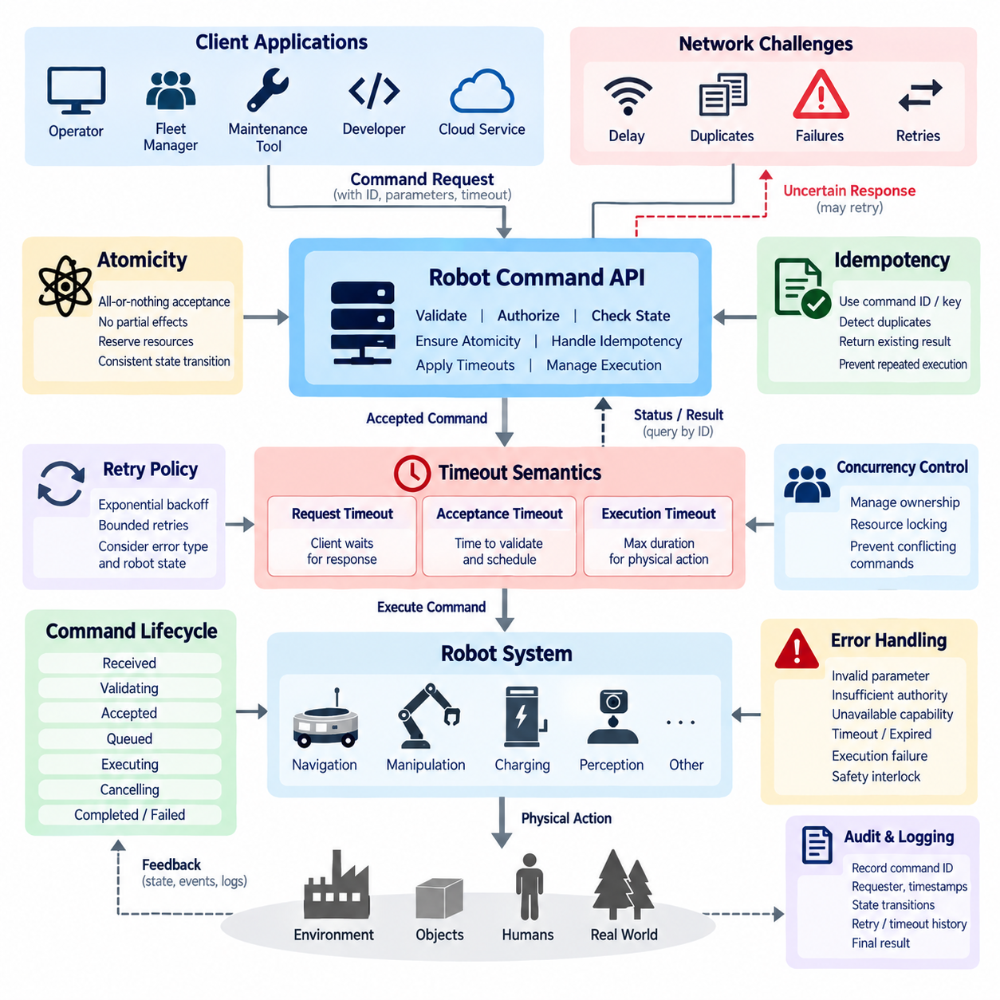 Client Applications
Operator
Fleet
Manager
Maintenance
Tool
Developer
Cloud Service
Network Challenges
Delay
Duplicates
Failures
Retries
Command Request
(with ID, parameters, timeout)
Uncertain Response
(may retry)
Atomicity
All-or-nothing acceptance
No partial effects
Reserve resources
Consistent state transition
Robot Command API
Validate | Authorize | Check State
Ensure Atomicity | Handle Idempotency
Apply Timeouts | Manage Execution
Idempotency
Use command ID / key
Detect duplicates
Return existing result
Prevent repeated execution
Accepted Command
Status / Result
(query by ID)
Retry Policy
Exponential backoff
Bounded retries
Consider error type
and robot state
Timeout Semantics
Request Timeout
Client waits
for response
Acceptance Timeout
Time to validate
and schedule
Execution Timeout
Max duration
for physical action
Concurrency Control
Manage ownership
Resource locking
Prevent conflicting
commands
Execute Command
Command Lifecycle
Received
Validating
Accepted
Queued
Executing
Cancelling
Completed / Failed
Robot System
Navigation
Manipulation
Charging
Perception
...
Other
Error Handling
Invalid parameter
Insufficient authority
Unavailable capability
Timeout / Expired
Execution failure
Safety interlock
Physical Action
Feedback
(state, events, logs)
Environment
Objects
Humans
Real World
Audit & Logging
Record command ID
Requester, timestamps
State transitions
Retry / timeout history
Final result